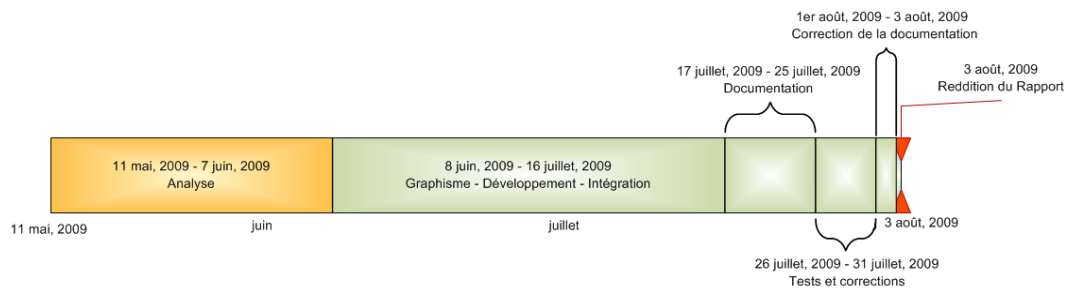 1er août, 2009 - 3 août, 2009
Correction de la documentation
17 juillet, 2009 - 25 juillet, 2009
Documentation
3 août, 2009
Reddition du Rapport
11 mai, 2009 - 7 juin, 2009
Analyse
8 juin, 2009 - 16 juillet, 2009
Graphisme - Développement - Intégration
11 mai, 2009
juin
juillet
3 août, 2009
26 juillet, 2009 - 31 juillet, 2009
Tests et corrections